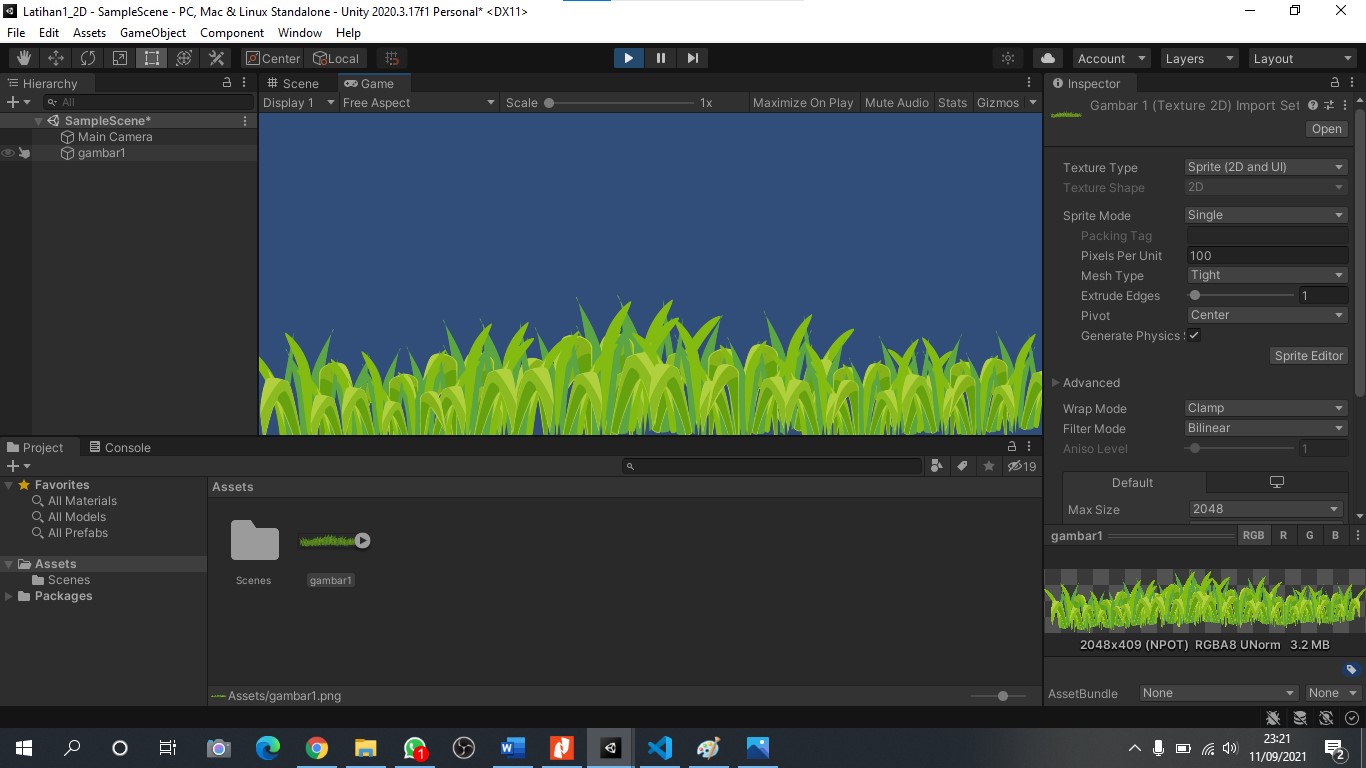 Latihan1_2D - SampleScene - PC, Mac & Linux Standalone - Unity 2020.3.17f1 Personal* <DX11>
File Edit Assets GameObject Component Window Help
Center Local Account Layers Layout
Hierarchy
All
SampleScene*
Main Camera
gambar1
Scene Game
Display 1 Free Aspect Scale 1x Maximize On Play Mute Audio Stats Gizmos
Inspector
Gambar 1 (Texture 2D) Import Set
Open
Texture Type Sprite (2D and UI)
Texture Shape 2D
Sprite Mode Single
Packing Tag
Pixels Per Unit 100
Mesh Type Tight
Extrude Edges 1
Pivot Center
Generate Physics
Sprite Editor
Advanced
Wrap Mode Clamp
Filter Mode Bilinear
Aniso Level 1
Default
Max Size 2048
gambar1 RGB R G B
2048x409 (NPOT) RGBA8 UNorm 3.2 MB
AssetBundle None None
Project Console
19
Favorites
All Materials
All Models
All Prefabs
Assets
Scenes
Packages
Assets
Scenes gambar1
Assets/gambar1.png
1
W
23:21
11/09/2021
2